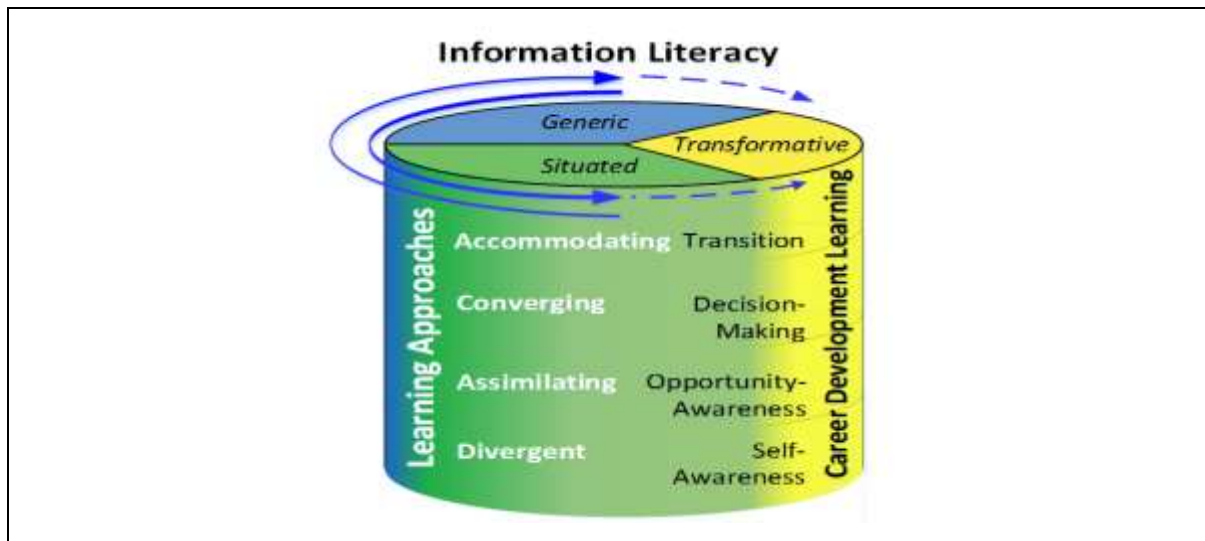 Information Literacy
Generic
Transformative
Situated
Learning Approaches
Accommodating
Transition
Converging
Decision-
Making
Assimilating
Opportunity-
Awareness
Divergent
Self-
Awareness
Career Development Learning